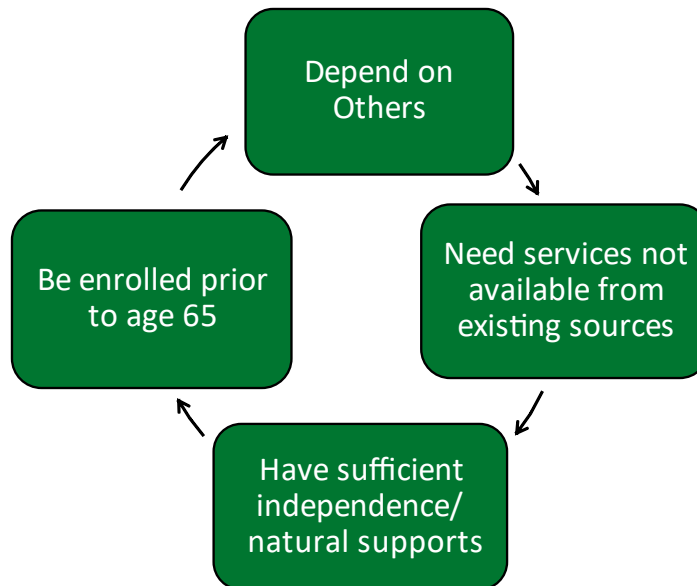 Depend on
Others
Need services not
available from
existing sources
Have sufficient
independence/
natural supports
Be enrolled prior
to age 65